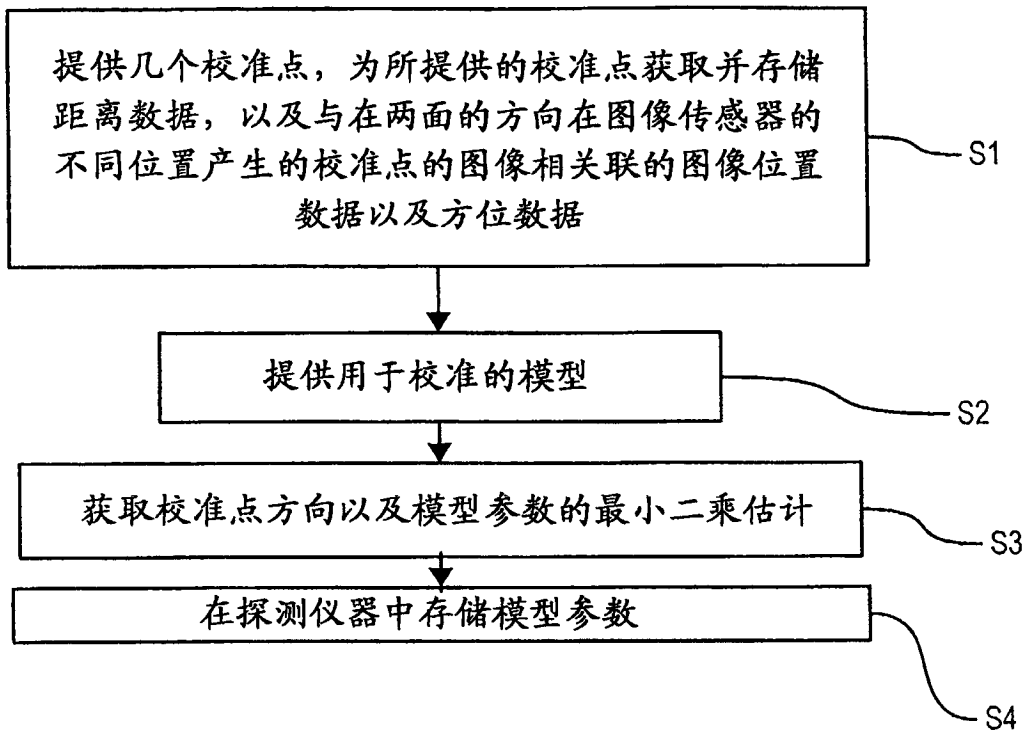 提供几个校准点，为所提供的校准点获取并存储
距离数据，以及与在两面的方向在图像传感器的
不同位置产生的校准点的图像相关联的图像位置
数据以及方位数据
S1
提供用于校准的模型
S2
获取校准点方向以及模型参数的最小二乘估计
S3
在探测仪器中存储模型参数
S4